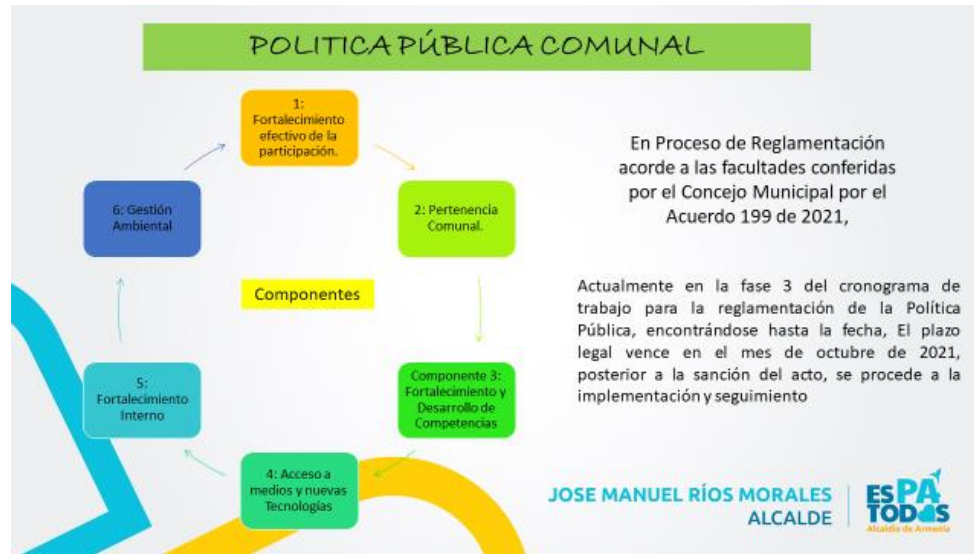 POLITICA PÚBLICA COMUNAL
1:
Fortalecimiento
efectivo de la
participación.
2: Pertenencia
Comunal.
Componente 3:
Fortalecimiento y
Desarrollo de
Competencias
4: Acceso a
medios y nuevas
Tecnologías
5:
Fortalecimiento
Interno
6: Gestión
Ambiental
Componentes
En Proceso de Reglamentación
acorde a las facultades conferidas
por el Concejo Municipal por el
Acuerdo 199 de 2021,
Actualmente en la fase 3 del cronograma de
trabajo para la reglamentación de la Política
Pública, encontrándose hasta la fecha, El plazo
legal vence en el mes de octubre de 2021,
posterior a la sanción del acto, se procede a la
implementación y seguimiento
JOSE MANUEL RÍOS MORALES
ALCALDE
ES PA'
TODOS
Alcaldía de Armenia